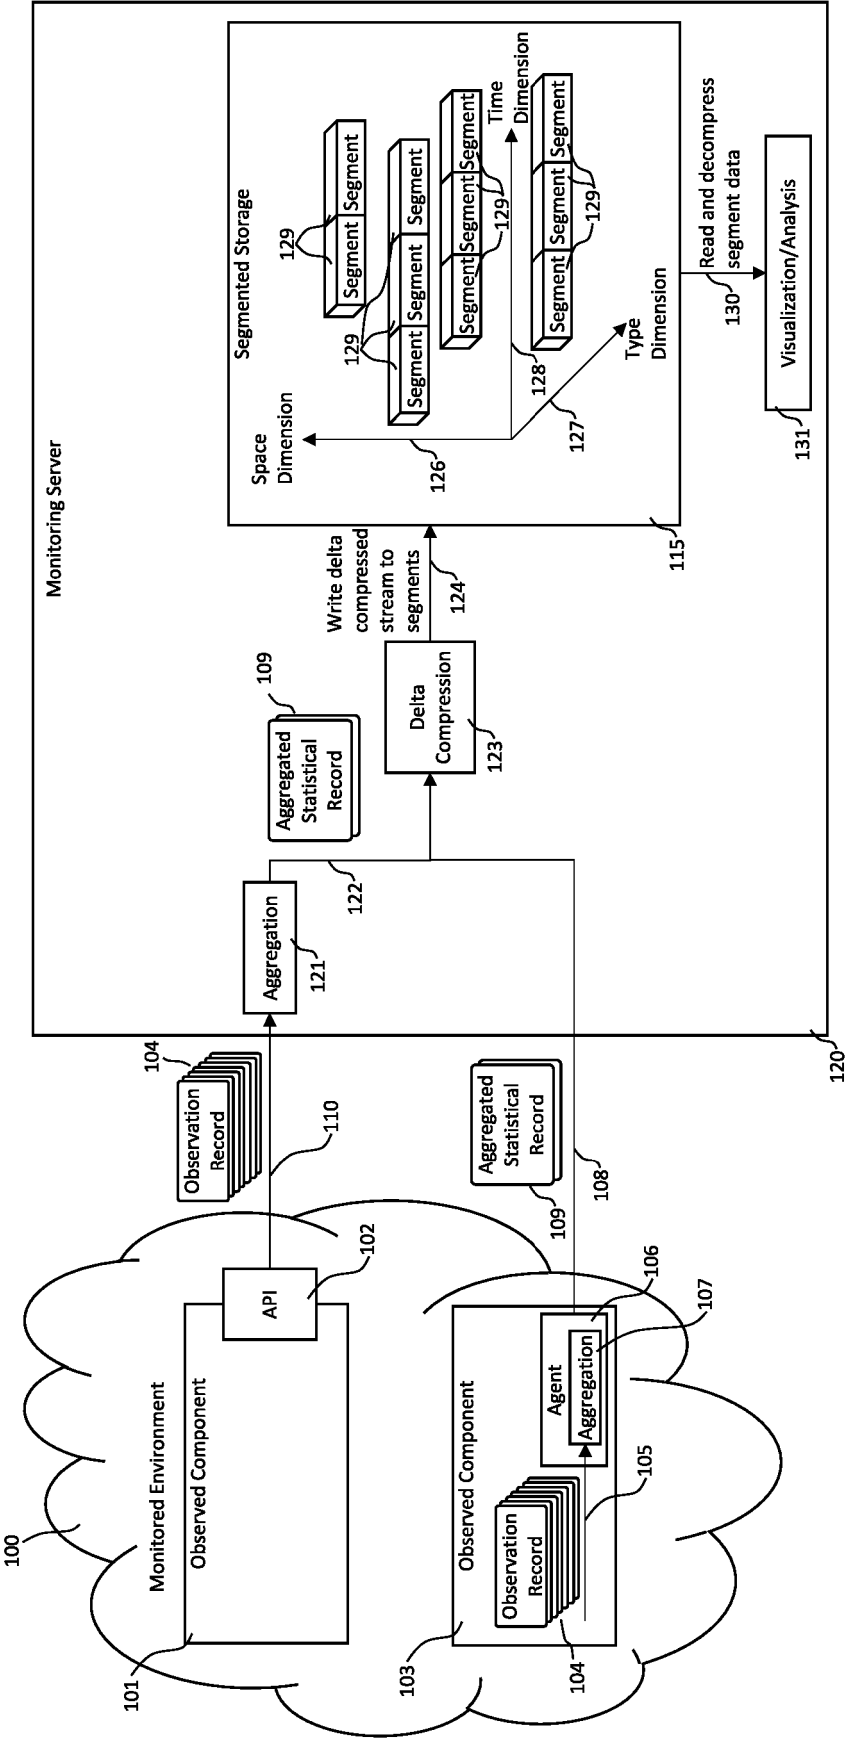 100
Monitored Environment
Observed Component
101
API
102
Observation
Record
104
110
Observed Component
103
Observation
Record
104
105
Agent
Aggregation
106
107
Aggregated
Statistical
Record
109
108
Monitoring Server
120
Aggregation
121
122
Aggregated
Statistical
Record
109
Delta
Compression
123
Write delta
compressed
stream to
segments
124
Segmented Storage
115
Space
Dimension
126
Type
Dimension
127
Time
Dimension
128
129
Segment
Segment
129
Segment
Segment
Segment
Segment
Segment
Segment
129
Segment
Segment
Segment
129
Read and decompress
segment data
130
Visualization/Analysis
131